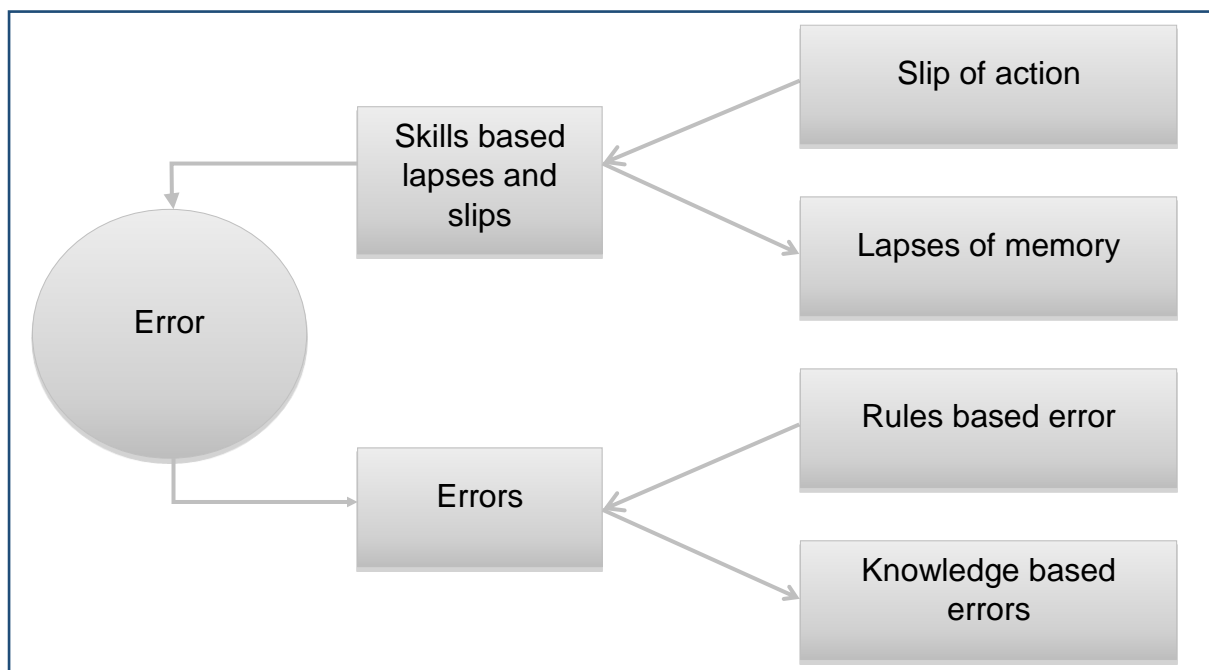 Slip of action
Skills based
lapses and
slips
Lapses of memory
Error
Rules based error
Errors
Knowledge based
errors